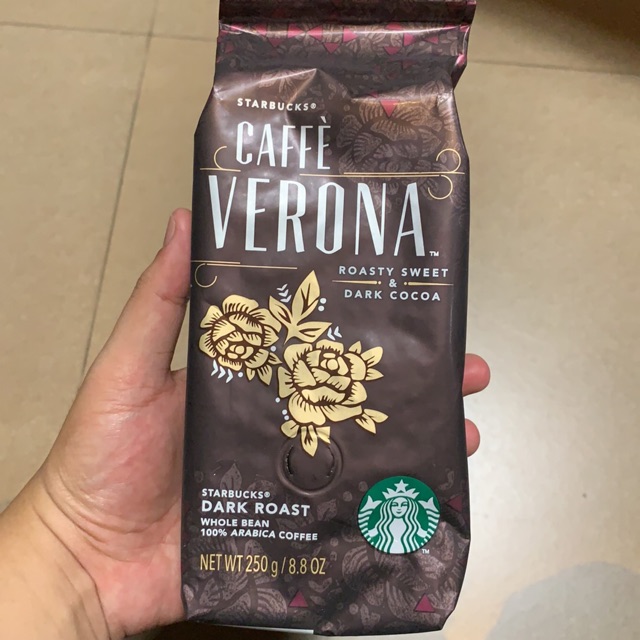 STARBUCKS®
CAFFÈ
VERONA™
ROASTY SWEET
&
DARK COCOA
STARBUCKS®
DARK ROAST
WHOLE BEAN
100% ARABICA COFFEE
NET WT 250 g / 8.8 OZ
TM